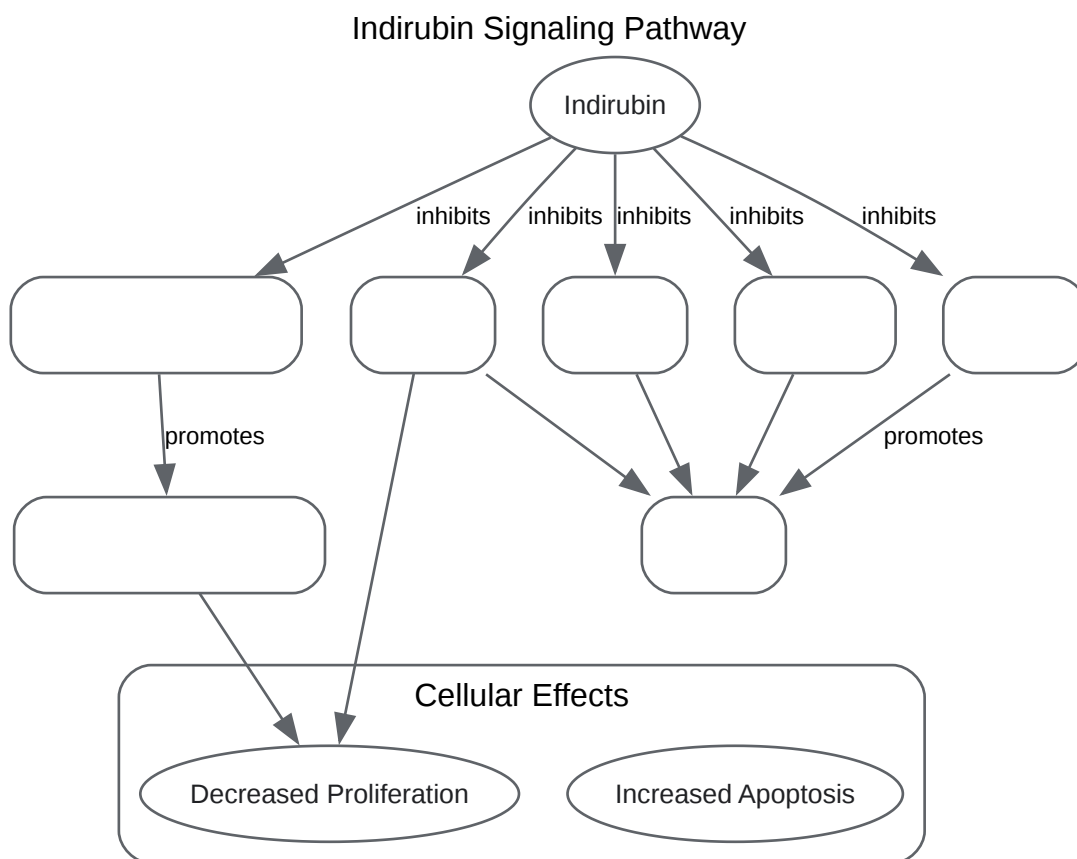 Indirubin Signaling Pathway
Indirubin
inhibits inhibits inhibits inhibits inhibits
promotes promotes
Cellular Effects
Decreased Proliferation Increased Apoptosis